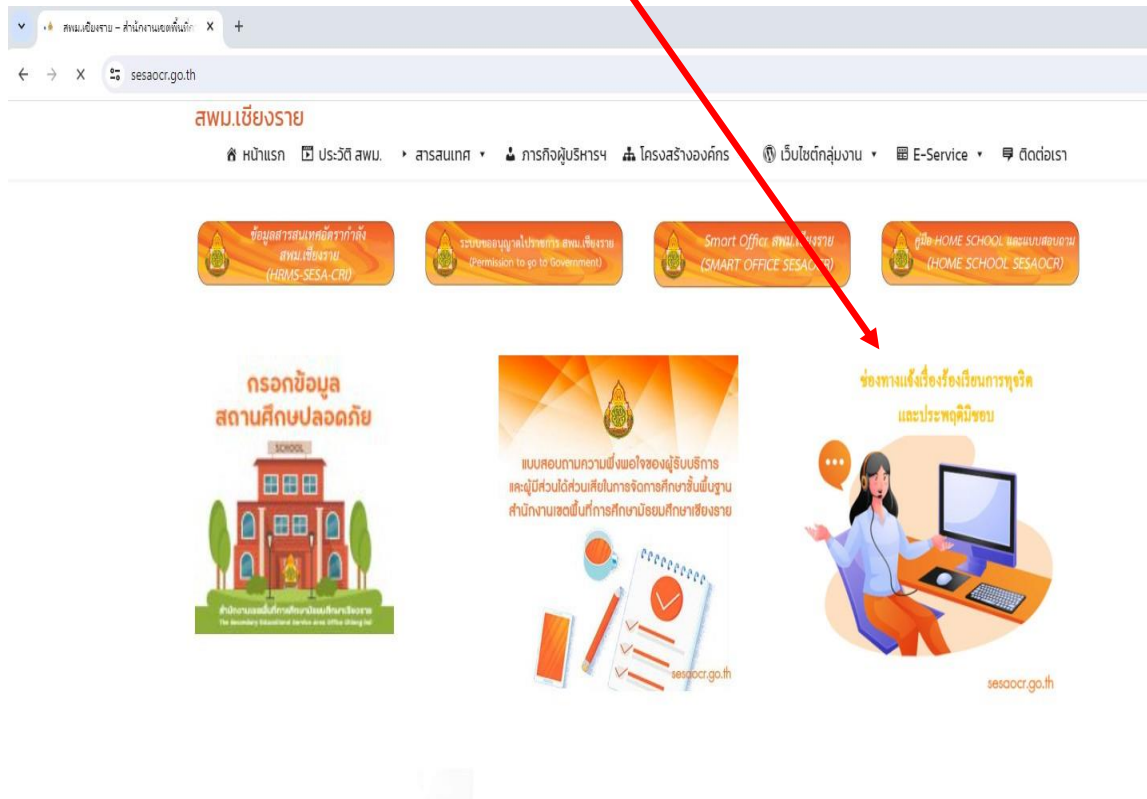 สพม.เชียงราย – สำนักงานเขตพื้นที่กา
sesaocr.go.th
สพม.เชียงราย
หน้าแรก ประวัติ สพม. สารสนเทศ ภารกิจผู้บริหารฯ โครงสร้างองค์กร เว็บไซต์กลุ่มงาน E-Service ติดต่อเรา
ข้อมูลสารสนเทศอัตรากำลัง
สพม.เชียงราย
(HRMS-SESA-CRI)
ระบบขออนุญาตไปราชการ สพม.เชียงราย
(Permission to go to Government)
Smart Office สพม.เชียงราย
(SMART OFFICE SESAOCR)
คู่มือ HOME SCHOOL และแบบสอบถาม
(HOME SCHOOL SESAOCR)
กรอกข้อมูล
สถานศึกษปลอดภัย
SCHOOL
สำนักงานเขตพื้นที่การศึกษามัธยมศึกษาเชียงราย
The Secondary Educational Service Area Office Chiang Rai
แบบสอบถามความพึ่งพอใจของผู้รับบริการ
และผู้มีส่วนได้ส่วนเสียในการจัดการศึกษาขั้นพื้นฐาน
สำนักงานเขตพื้นที่การศึกษามัธยมศึกษาเชียงราย
sesaocr.go.th
ช่องทางแจ้งเรื่องร้องเรียนการทุจริต
และประพฤติมิชอบ
sesaocr.go.th